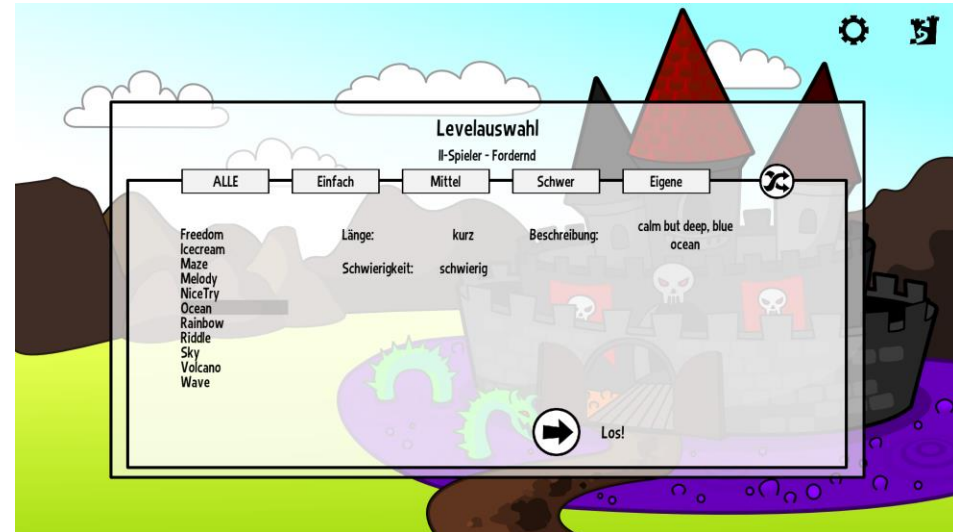 Levelauswahl
II-Spieler - Fordernd
ALLE Einfach Mittel Schwer Eigene
Freedom
Icecream
Maze
Melody
NiceTry
Ocean
Rainbow
Riddle
Sky
Volcano
Wave
Länge: kurz
Schwierigkeit: schwierig
Beschreibung: calm but deep, blue
ocean
Los!